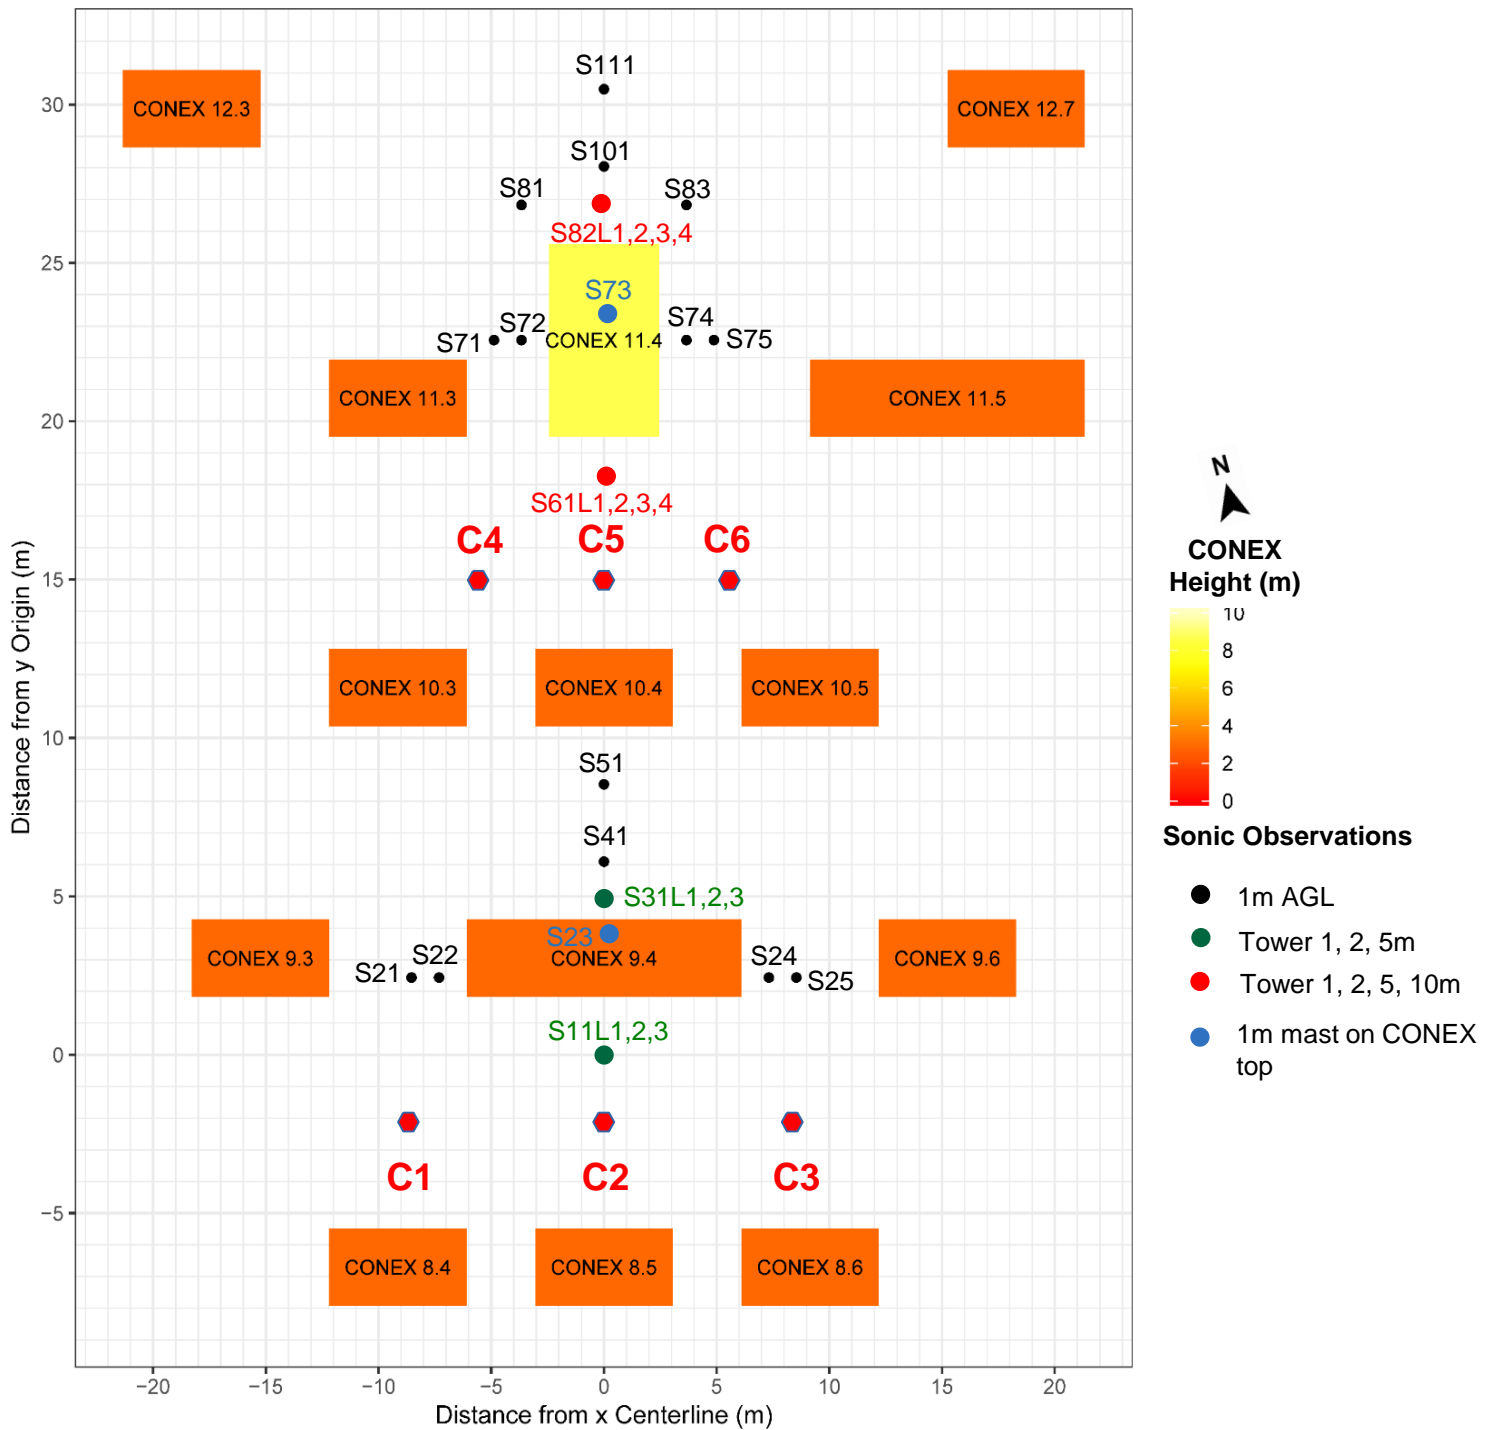 S111
30
CONEX 12.3
CONEX 12.7
S101
S81
S83
S82L1,2,3,4
25
S73
S72
S74
S71
CONEX 11.4
S75
CONEX 11.3
CONEX 11.5
20
S61L1,2,3,4
C4
C5
C6
15
CONEX 10.3
CONEX 10.4
CONEX 10.5
10
S51
S41
5
S31L1,2,3
S23
S22
S24
CONEX 9.3
CONEX 9.4
CONEX 9.6
S21
S25
S11L1,2,3
0
C1
C2
C3
−5
CONEX 8.4
CONEX 8.5
CONEX 8.6
−20
−15
−10
−5
0
5
10
15
20
Distance from x Centerline (m)
Distance from y Origin (m)
N
CONEX
Height (m)
10
8
6
4
2
0
Sonic Observations
1m AGL
Tower 1, 2, 5m
Tower 1, 2, 5, 10m
1m mast on CONEX
top